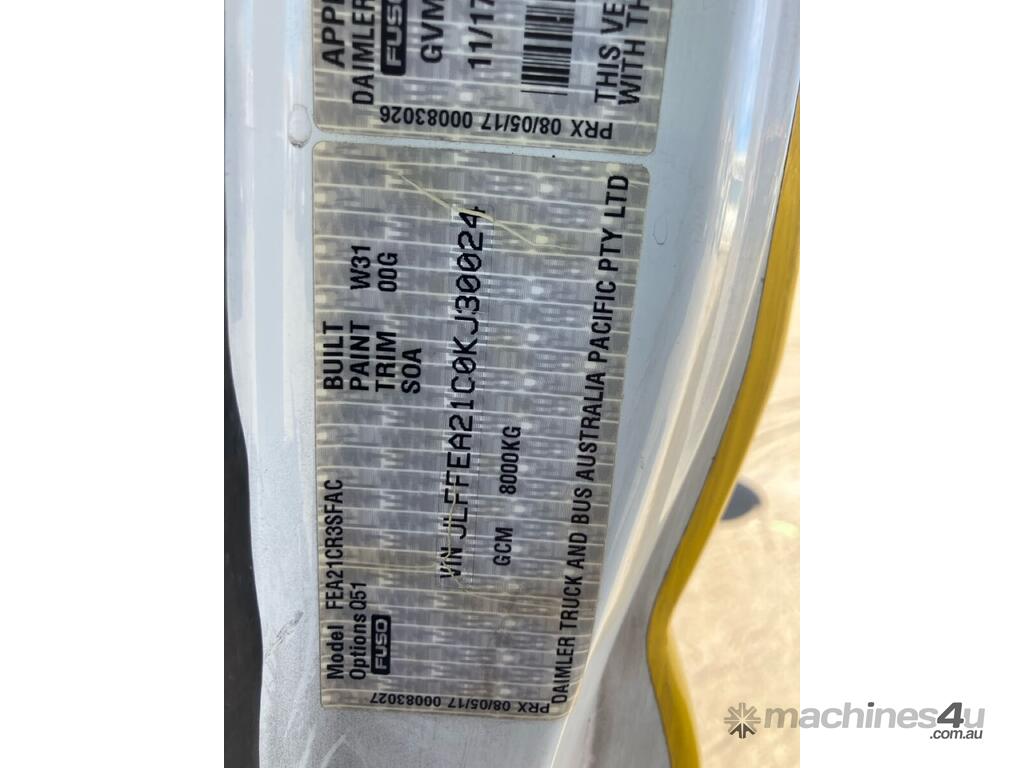 APP
DAIMLER
FUSO
GVM
11/17
THIS VE
WITH TH
PRX 08/05/17 00083026
Model FEA21CR3SFAC
Options Q51
FUSO
BUILT
PAINT W31
TRIM 00G
SOA
VIN JLFFEA21C0KJ30024
GCM 8000KG
DAIMLER TRUCK AND BUS AUSTRALIA PACIFIC PTY LTD
PRX 08/05/17 00083027
machines4u
.com.au